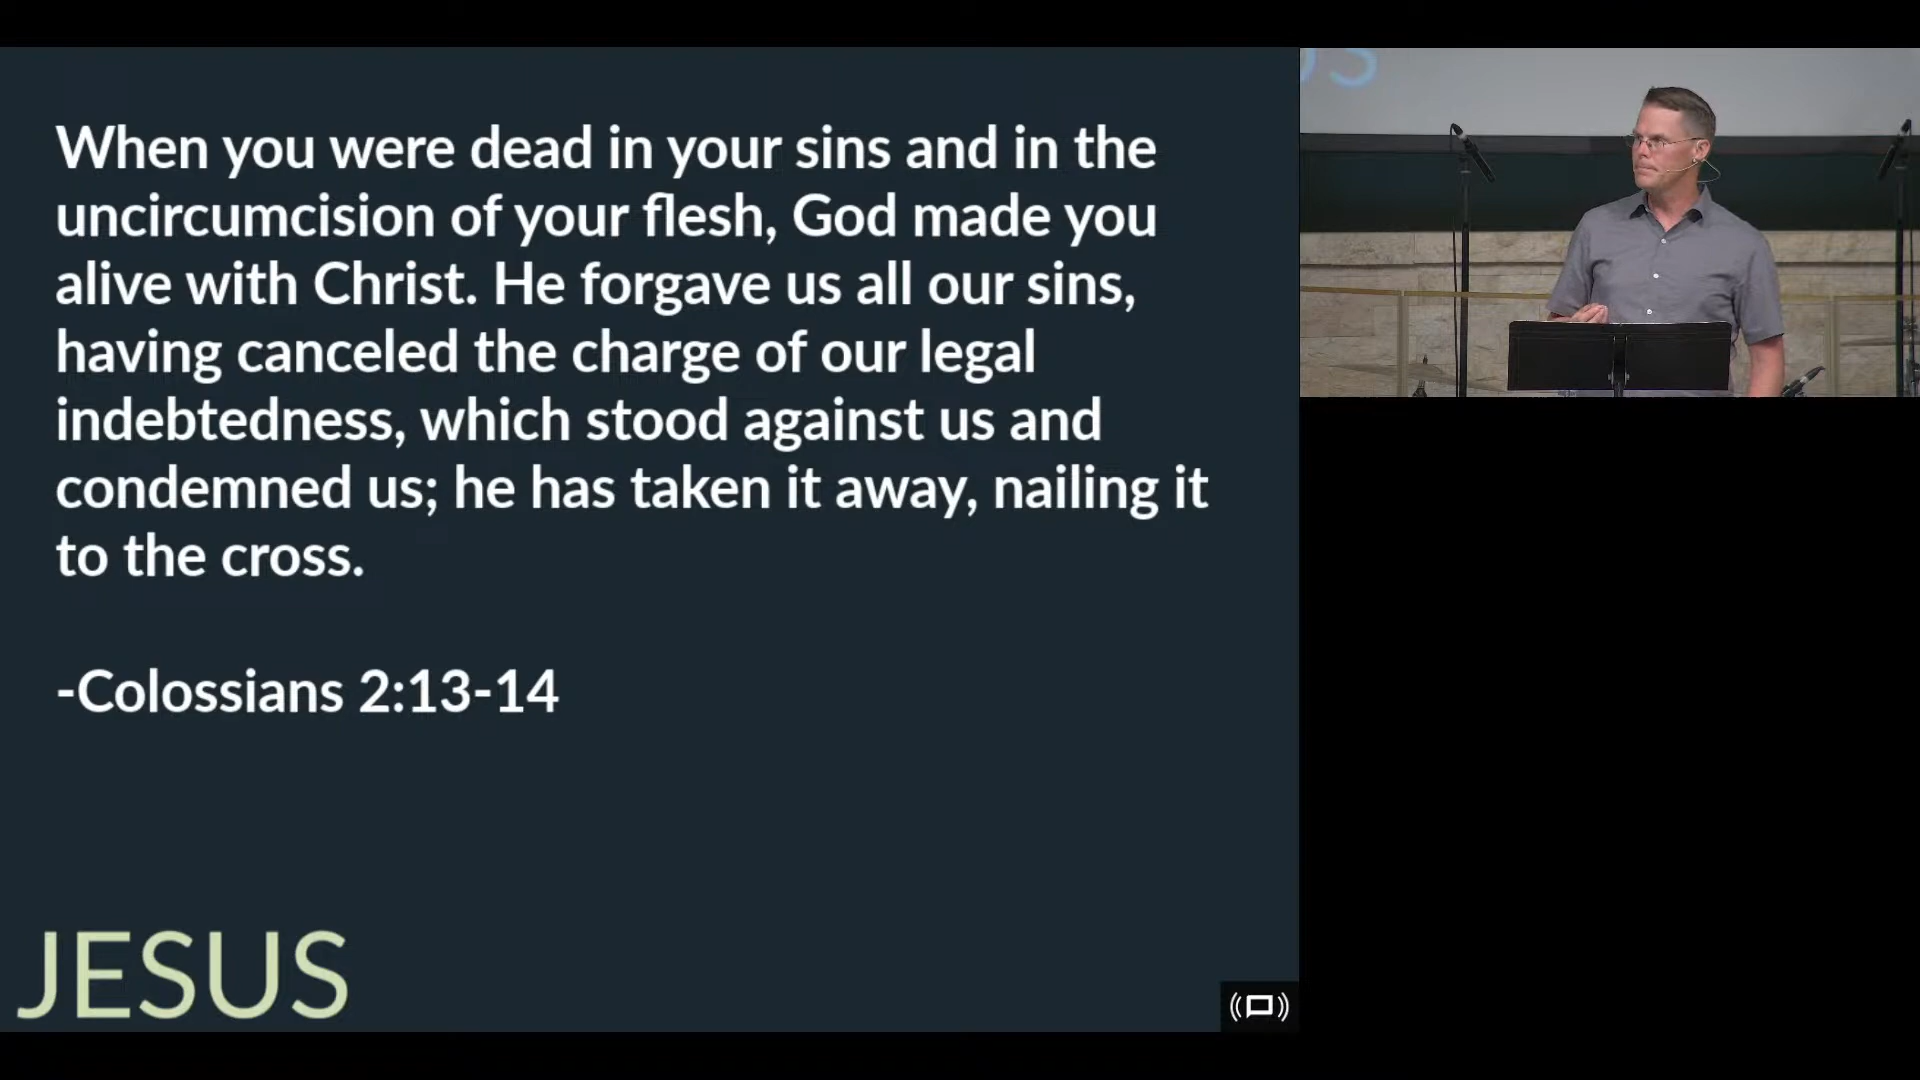 When you were dead in your sins and in the
uncircumcision of your flesh, God made you
alive with Christ. He forgave us all our sins,
having canceled the charge of our legal
indebtedness, which stood against us and
condemned us; he has taken it away, nailing it
to the cross.
-Colossians 2:13-14
JESUS
US